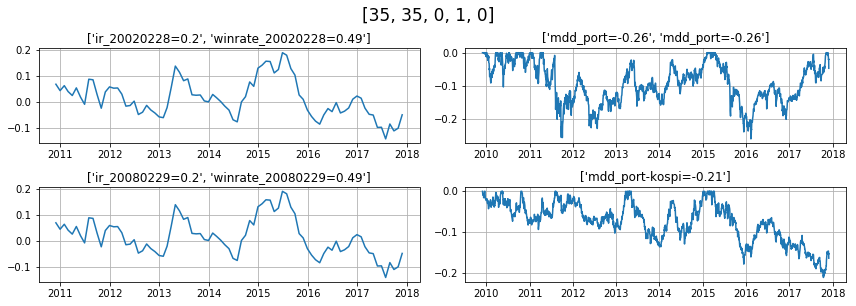 [35, 35, 0, 1, 0]
['ir_20020228=0.2', 'winrate_20020228=0.49']
0.2
0.1
0.0
−0.1
2011 2012 2013 2014 2015 2016 2017 2018
['mdd_port=-0.26', 'mdd_port=-0.26']
0.0
−0.1
−0.2
2010 2011 2012 2013 2014 2015 2016 2017 2018
['ir_20080229=0.2', 'winrate_20080229=0.49']
0.2
0.1
0.0
−0.1
2011 2012 2013 2014 2015 2016 2017 2018
['mdd_port-kospi=-0.21']
0.0
−0.1
−0.2
2010 2011 2012 2013 2014 2015 2016 2017 2018